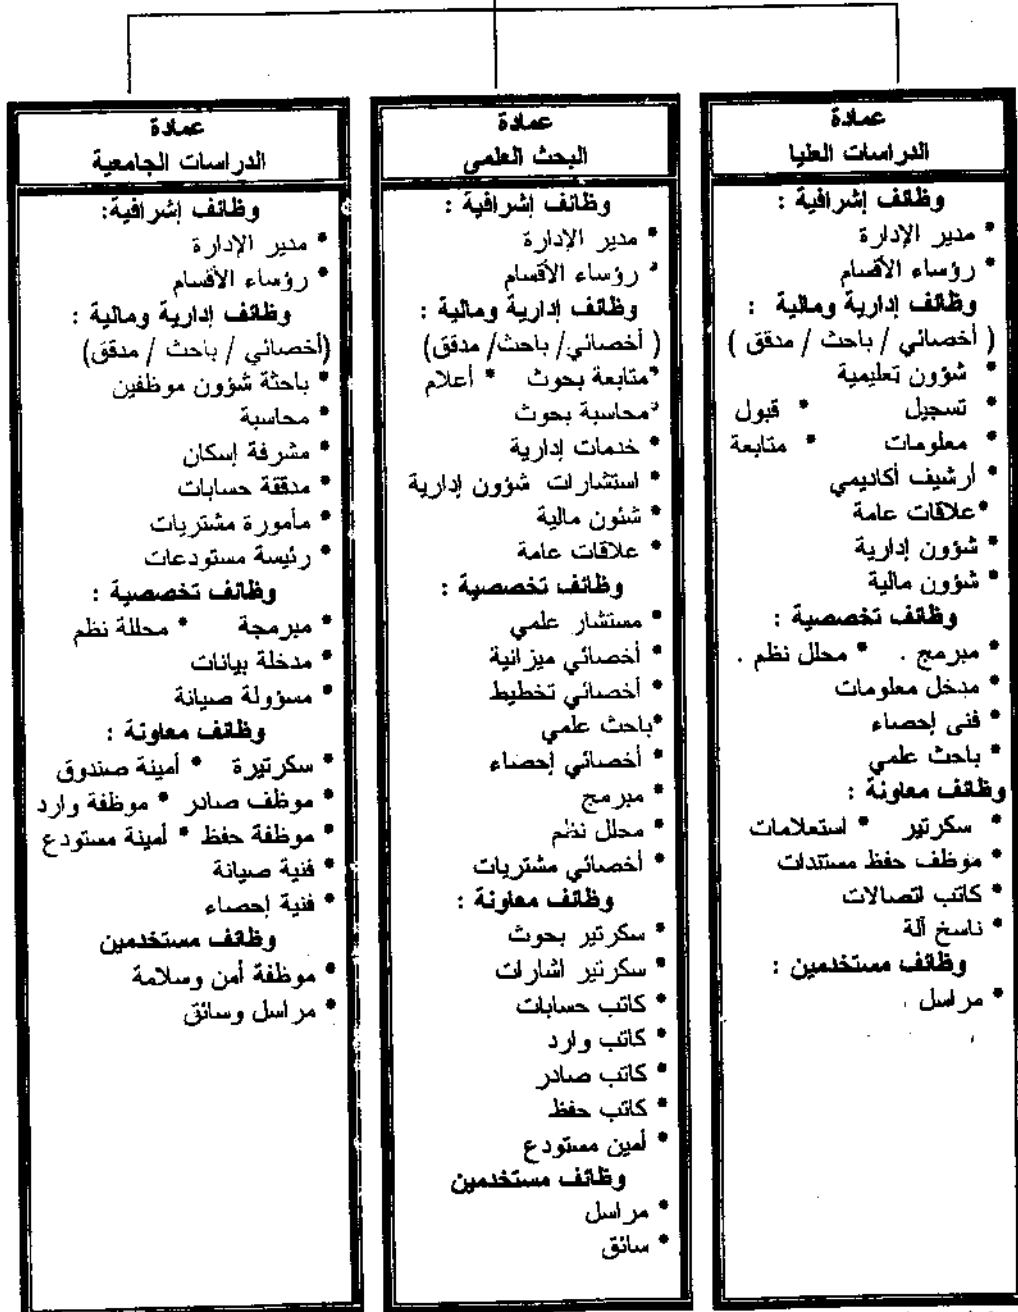 عمادة
الدراسات العليا
وظائف إشرافية :
* مدير الإدارة
* رؤساء الأقسام
وظائف إدارية ومالية :
( أخصائي / باحث / مدقق )
* شؤون تعليمية
* تسجيل * قبول
* معلومات * متابعة
* أرشيف أكاديمي
*علاقات عامة
* شؤون إدارية
* شؤون مالية
وظائف تخصصية :
* مبرمج . * محلل نظم .
* مدخل معلومات
* فنى إحصاء
* باحث علمي
وظائف معاونة :
* سكرتير * استعلامات
* موظف حفظ مستندات
* كاتب اتصالات
* ناسخ آلة
وظائف مستخدمين :
* مراسل
عمادة
البحث العلمى
وظائف إشرافية :
* مدير الإدارة
* رؤساء الأقسام
وظائف إدارية ومالية :
( أخصائي/ باحث/ مدقق)
*متابعة بحوث * أعلام
*محاسبة بحوث
* خدمات إدارية
* استشارات شؤون إدارية
* شئون مالية
* علاقات عامة
وظائف تخصصية :
* مستشار علمي
* أخصائي ميزانية
* أخصائي تخطيط
*باحث علمي
* أخصائي إحصاء
* مبرمج
* محلل نظم
* أخصائي مشتريات
وظائف معاونة :
* سكرتير بحوث
* سكرتير اشارات
* كاتب حسابات
* كاتب وارد
* كاتب صادر
* كاتب حفظ
* أمين مستودع
وظائف مستخدمين
* مراسل
* سائق
عمادة
الدراسات الجامعية
وظائف إشرافية:
* مدير الإدارة
* رؤساء الأقسام
وظائف إدارية ومالية :
(أخصائي / باحث / مدقق)
* باحثة شؤون موظفين
* محاسبة
* مشرفة إسكان
* مدققة حسابات
* مأمورة مشتريات
* رئيسة مستودعات
وظائف تخصصية :
* مبرمجة * محللة نظم
* مدخلة بيانات
* مسؤولة صيانة
وظائف معاونة :
* سكرتيرة * أمينة صندوق
* موظف صادر * موظفة وارد
* موظفة حفظ * أمينة مستودع
* فنية صيانة
* فنية إحصاء
وظائف مستخدمين
* موظفة أمن وسلامة
* مراسل وسائق